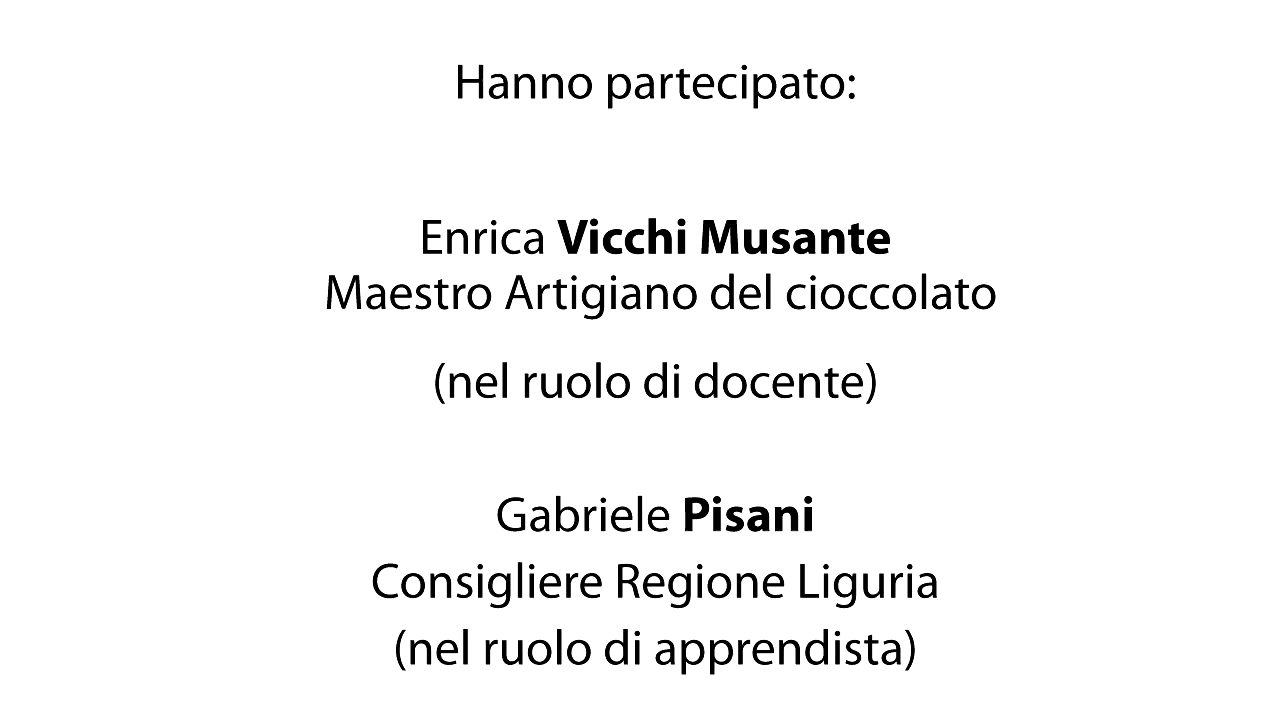 Hanno partecipato:
Enrica Vicchi Musante
Maestro Artigiano del cioccolato
(nel ruolo di docente)
Gabriele Pisani
Consigliere Regione Liguria
(nel ruolo di apprendista)